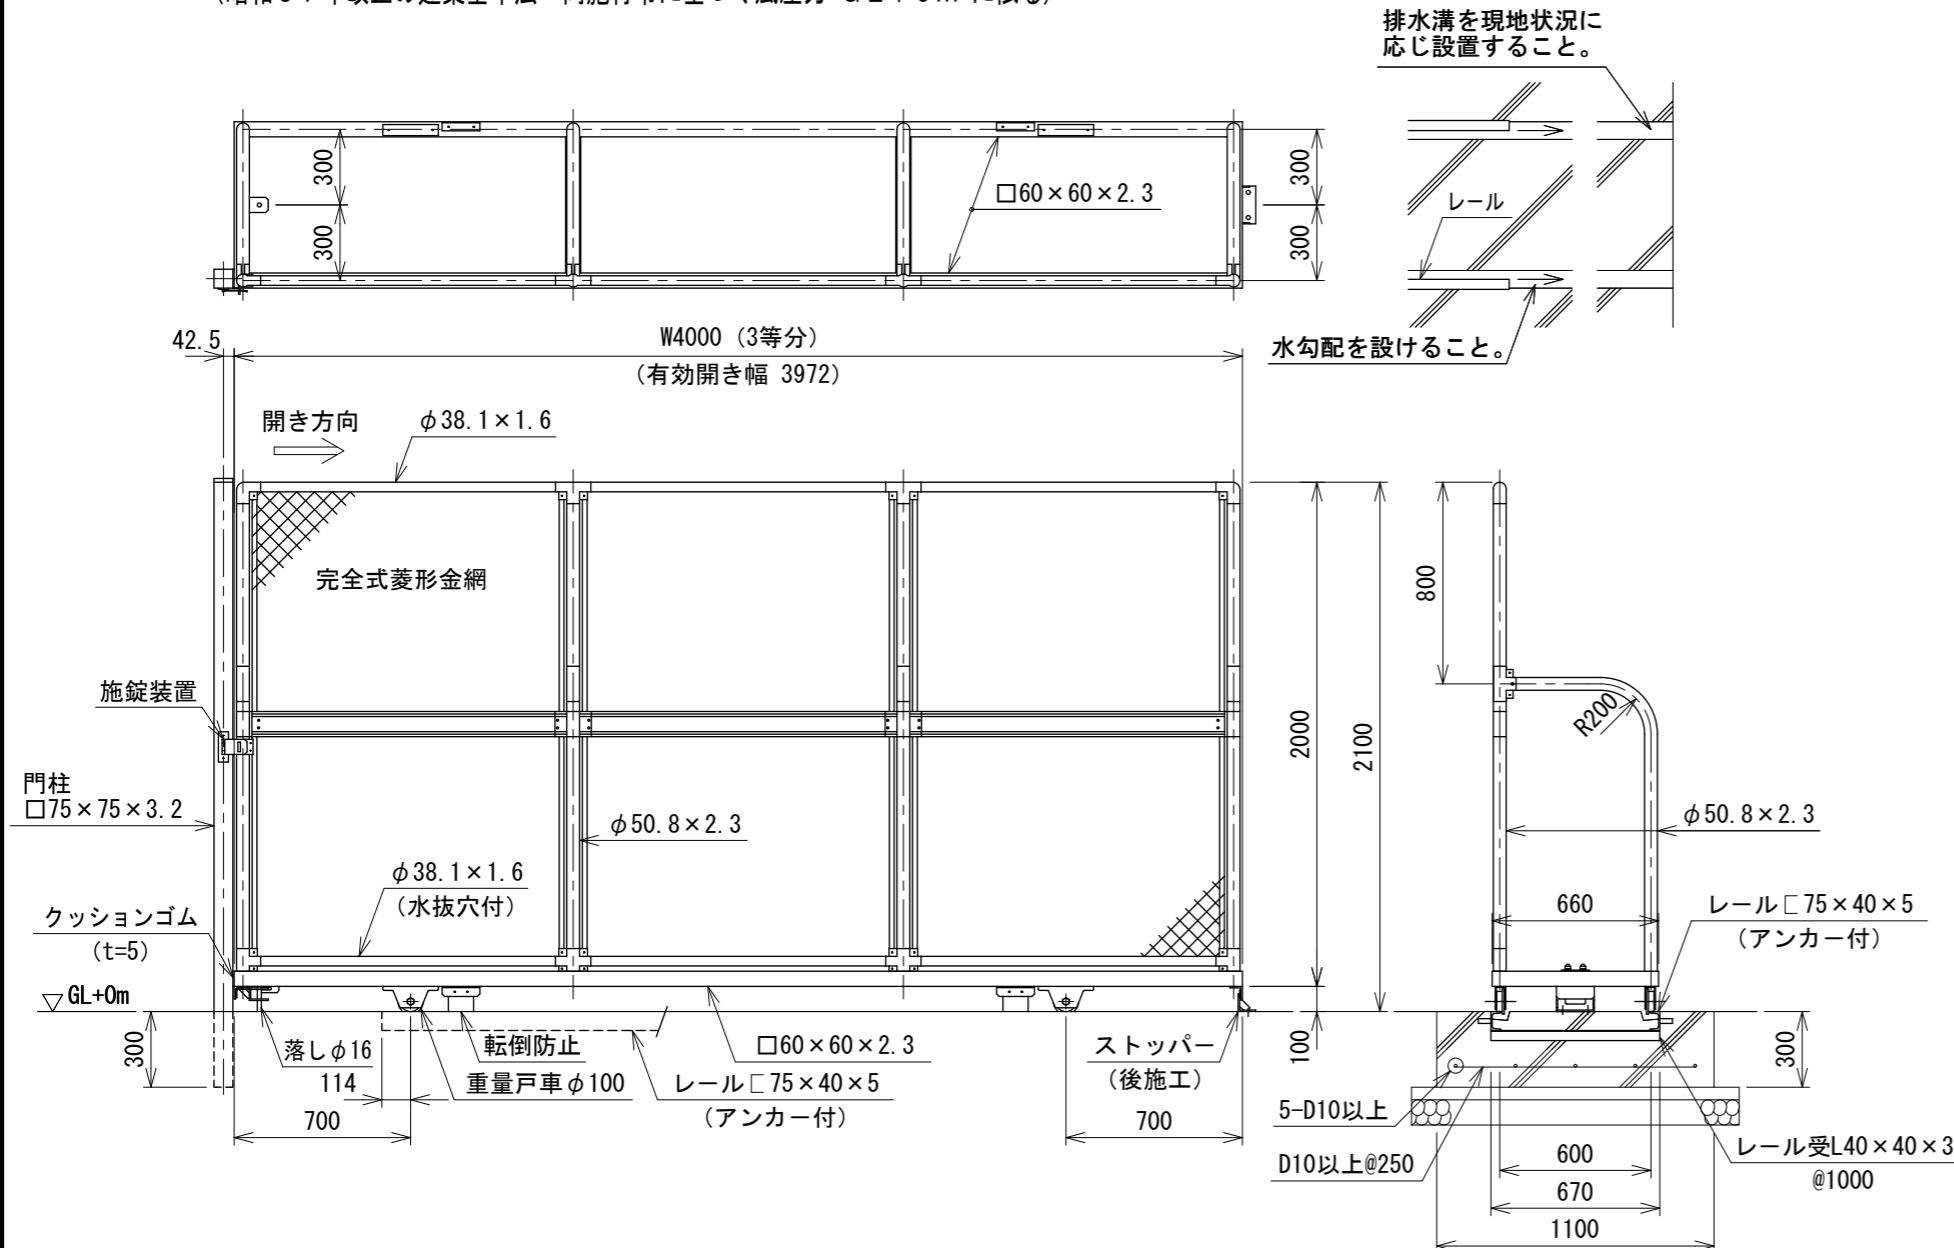 排水溝を現地状況に
応じ設置すること。
300
300
□60×60×2.3
300
300
レール
水勾配を設けること。
42.5
W4000 (3等分)
(有効開き幅 3972)
開き方向
φ38.1×1.6
完全式菱形金網
施錠装置
門柱
□75×75×3.2
φ50.8×2.3
φ38.1×1.6
(水抜穴付)
クッションゴム
(t=5)
▽GL+0m
300
落しφ16
114
700
転倒防止
重量戸車φ100
レール⊏75×40×5
(アンカー付)
□60×60×2.3
ストッパー
(後施工)
700
2000
100
2100
800
R200
φ50.8×2.3
660
レール⊏75×40×5
(アンカー付)
300
5-D10以上
D10以上@250
レール受L40×40×3
@1000
600
670
1100